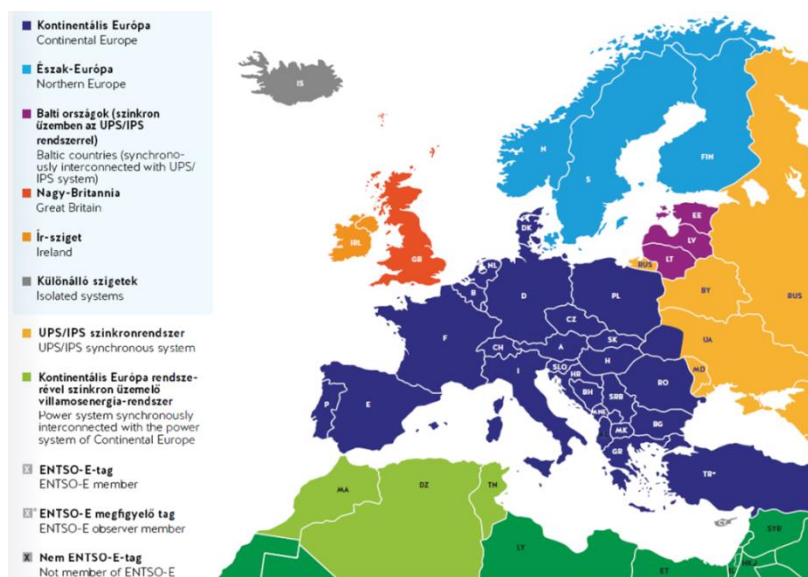 Kontinentális Európa
Continental Europe
Észak-Európa
Northern Europe
Balti országok (szinkron
üzemben az UPS/IPS
rendszerrel)
Baltic countries (synchrono-
usly interconnected with UPS/
IPS system)
Nagy-Britannia
Great Britain
Ír-sziget
Ireland
Különálló szigetek
Isolated systems
UPS/IPS szinkronrendszer
UPS/IPS synchronous system
Kontinentális Európa rendsze-
rével szinkron üzemelő
villamosenergia-rendszer
Power system synchronously
interconnected with the power
system of Continental Europe
X ENTSO-E-tag
ENTSO-E member
X* ENTSO-E megfigyelő tag
ENTSO-E observer member
X Nem ENTSO-E-tag
Not member of ENTSO-E
IS
N
S
FIN
EE
LV
LT
RUS
RUS
BY
UA
MD
IRL
GB
DK
NL
B
D
PL
CZ
SK
F
CH
A
H
SLO
HR
I
BH
SRB
RO
MNE
MK
BG
GR
P
E
TR*
MA
DZ
TN
LY
ET
CY
SYR
HKJ